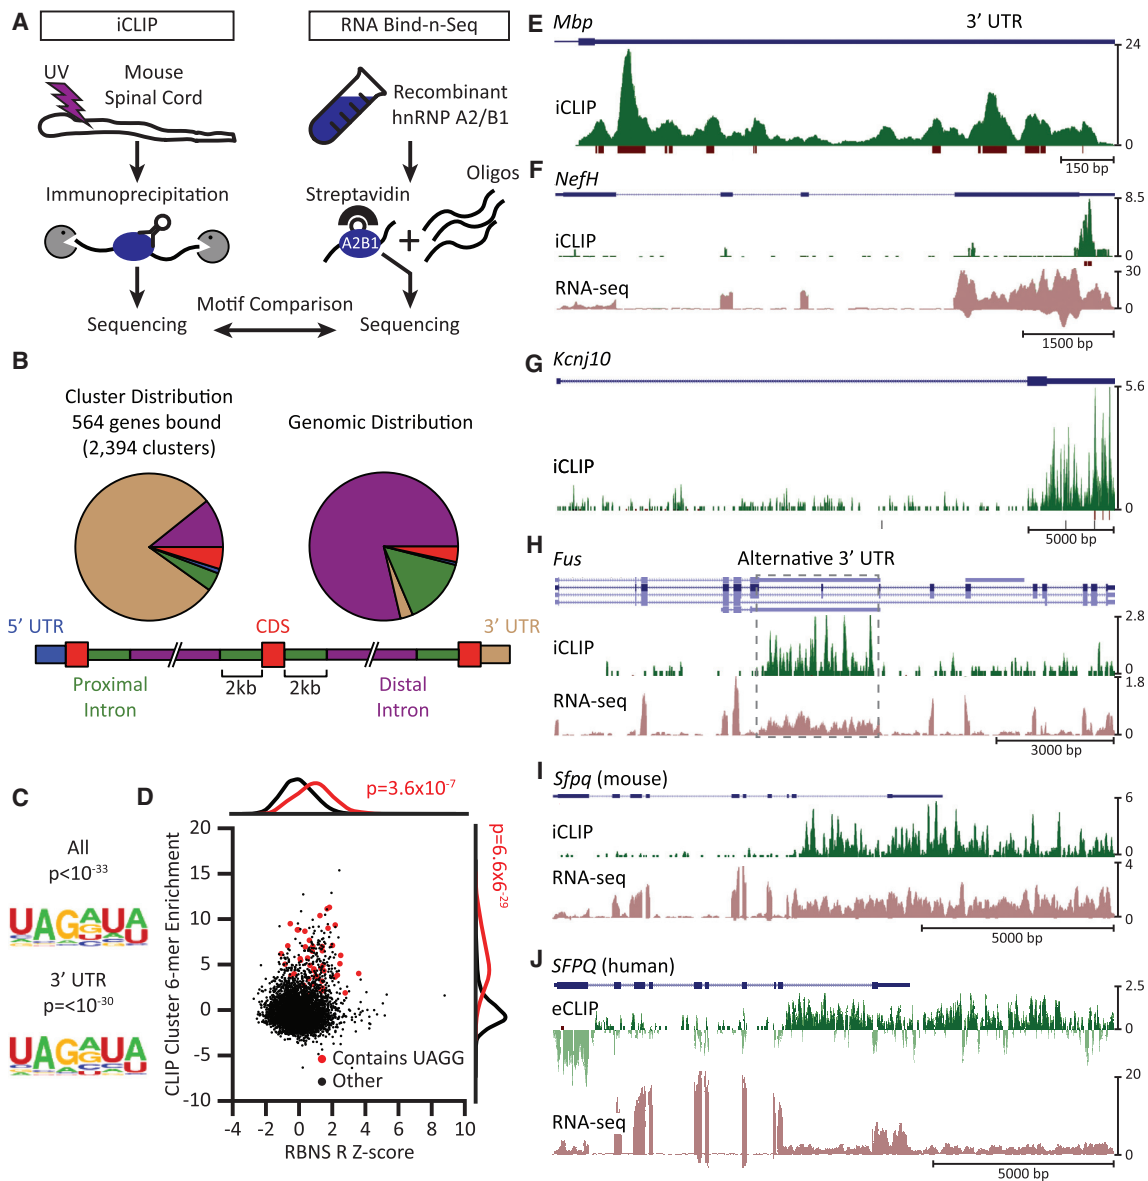 A
iCLIP
RNA Bind-n-Seq
UV
Mouse
Spinal Cord
Recombinant
hnRNP A2/B1
Immunoprecipitation
Streptavidin
Oligos
A2B1
+
Motif Comparison
Sequencing
Sequencing
B
Cluster Distribution
564 genes bound
(2,394 clusters)
Genomic Distribution
5’ UTR
CDS
3’ UTR
Proximal
Intron
2kb
2kb
Distal
Intron
C
All
p<10-33
UAGAUA
3’ UTR
p=<10-30
UAGAUA
D
p=3.6x10-7
p=6.6x6-29
CLIP Cluster 6-mer Enrichment
20
15
10
5
0
-5
-10
Contains UAGG
Other
-4 -2 0 2 4 6 8 10
RBNS R Z-score
E
Mbp
3’ UTR
24
iCLIP
0
150 bp
F
NefH
8.5
iCLIP
0
30
RNA-seq
0
1500 bp
G
Kcnj10
5.6
iCLIP
0
5000 bp
H
Fus
Alternative 3’ UTR
2.8
iCLIP
0
1.8
RNA-seq
0
3000 bp
I
Sfpq (mouse)
6
iCLIP
0
4
RNA-seq
0
5000 bp
J
SFPQ (human)
2.5
eCLIP
0
20
RNA-seq
0
5000 bp